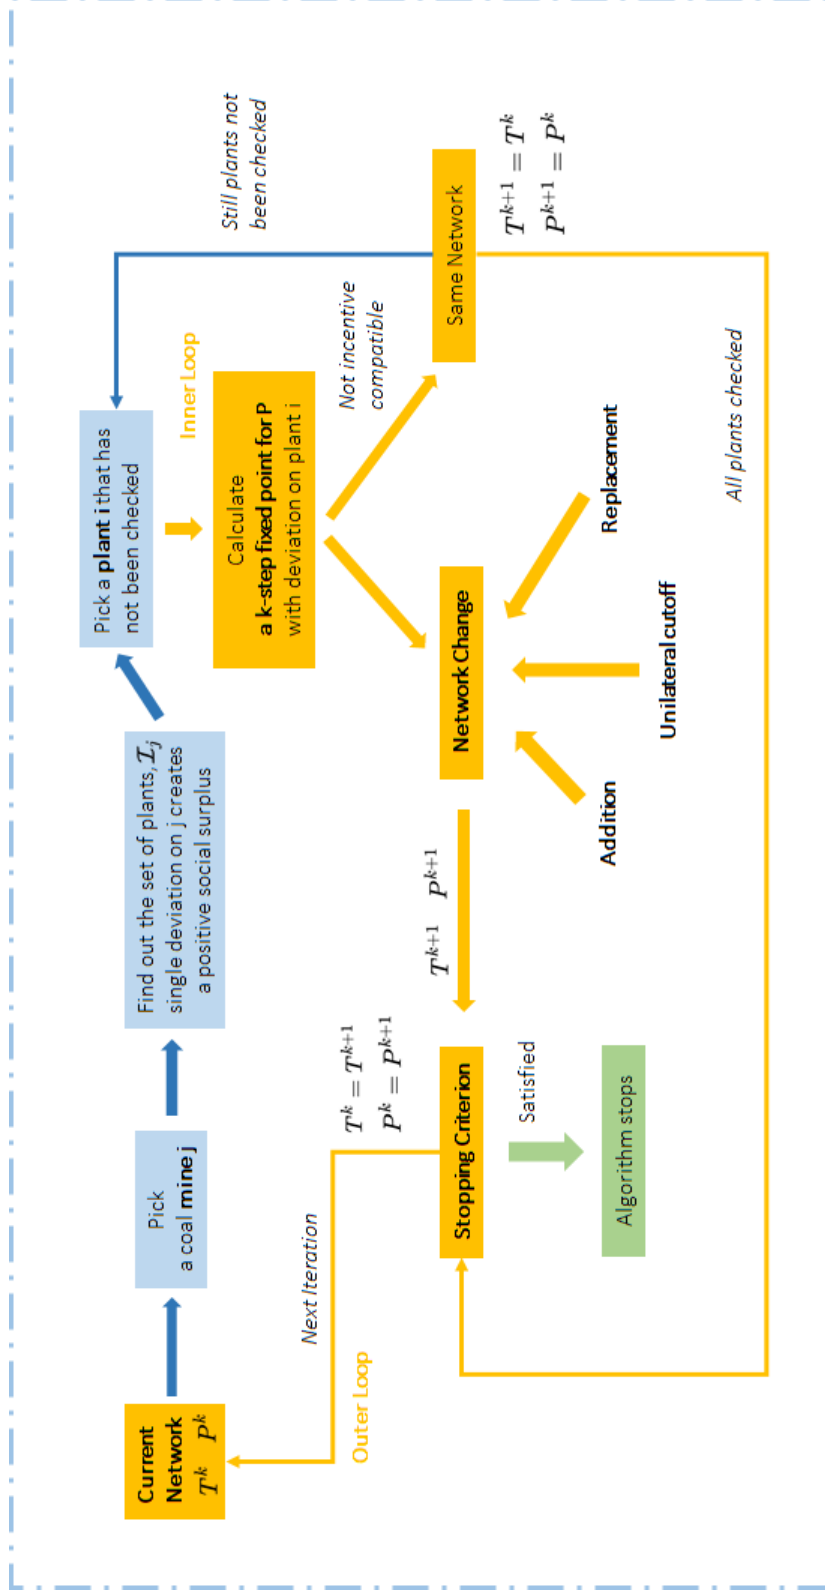 Current
Network
T^k P^k
Pick
a coal mine j
Find out the set of plants, 𝓘_j
single deviation on j creates
a positive social surplus
Pick a plant i that has
not been checked
Still plants not
been checked
Inner Loop
Calculate
a k-step fixed point for P
with deviation on plant i
Not incentive
compatible
Same Network
T^{k+1} = T^k
P^{k+1} = P^k
Next Iteration
Outer Loop
T^k = T^{k+1}
P^k = P^{k+1}
Stopping Criterion
T^{k+1} P^{k+1}
Network Change
Satisfied
Algorithm stops
Addition
Unilateral cutoff
Replacement
All plants checked